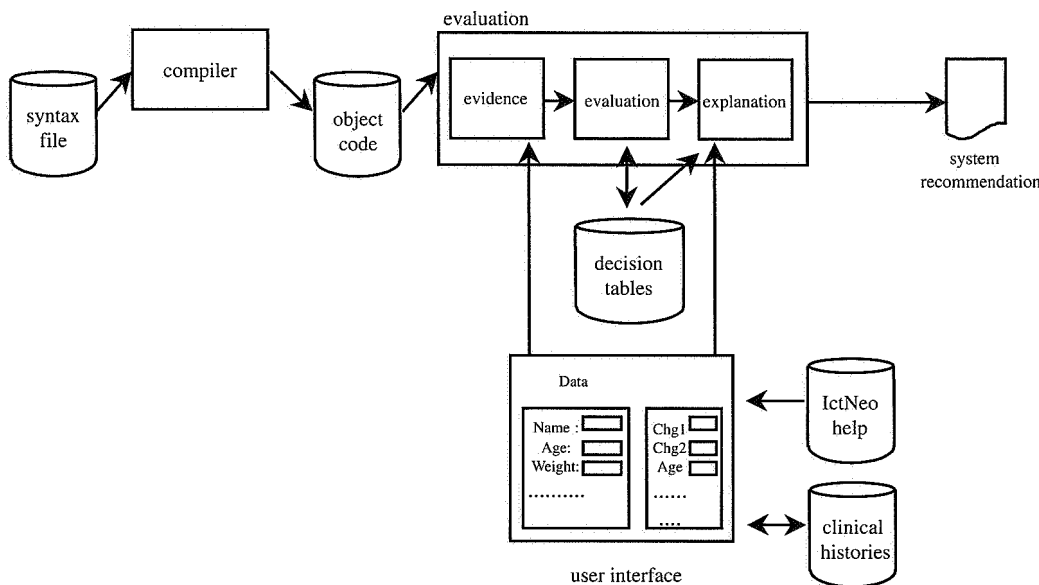 evaluation
compiler
syntax
file
object
code
evidence
evaluation
explanation
system
recommendation
decision
tables
Data
Name :
Age:
Weight:
..........
Chg1
Chg2
Age
......
....
IctNeo
help
clinical
histories
user interface